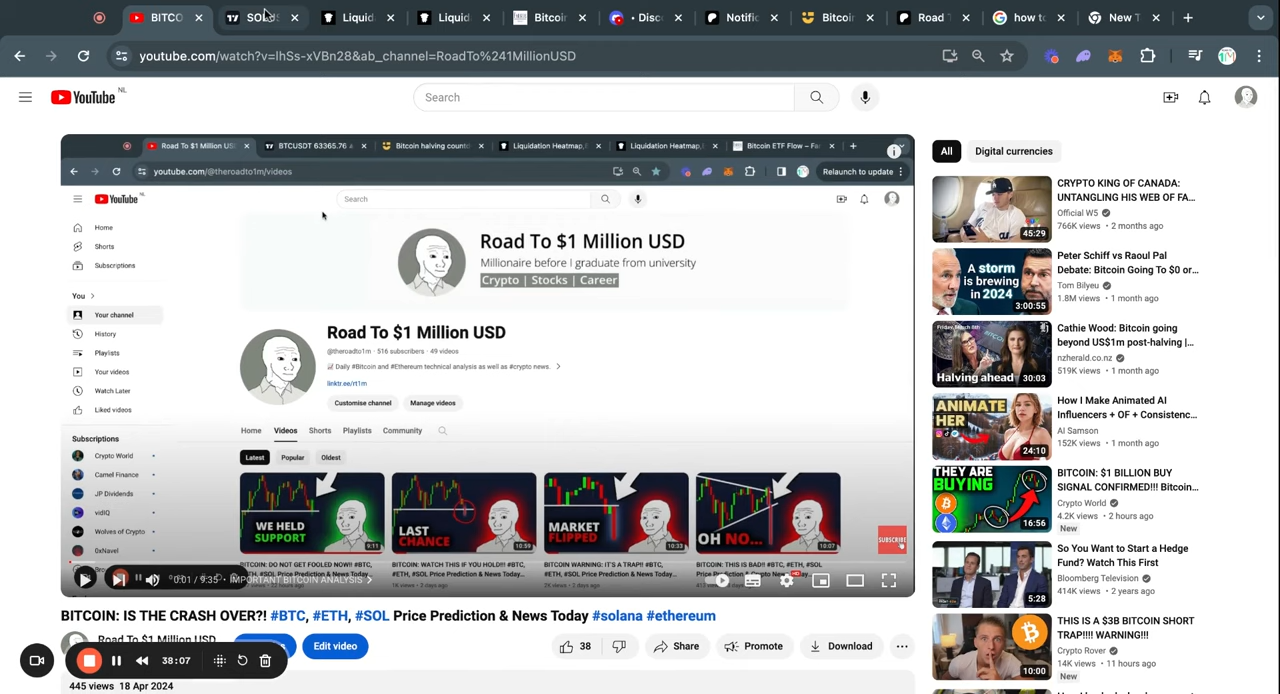 BITCO
SOL
Liquid
Liquid
Bitcoin
Disc
Notific
Bitcoin
Road
how to
New T
youtube.com/watch?v=lhSs-xVBn28&ab_channel=RoadTo%241MillionUSD
YouTube NL
Search
Road To $1 Million US
BTCUSDT 63365.76
Bitcoin halving count
Liquidation Heatmap,
Liquidation Heatmap,
Bitcoin ETF Flow – Fa
youtube.com/@theroadto1m/videos
Relaunch to update
YouTube NL
Search
Home
Shorts
Subscriptions
You
Your channel
History
Playlists
Your videos
Watch Later
Liked videos
Subscriptions
Crypto World
Camel Finance
JP Dividends
vidIQ
Wolves of Crypto
0xNavel
Road To $1 Million USD
Millionaire before I graduate from university
Crypto | Stocks | Career
Road To $1 Million USD
@theroadto1m · 516 subscribers · 49 videos
Daily #Bitcoin and #Ethereum technical analysis as well as #crypto news.
linktr.ee/rt1m
Customise channel
Manage videos
Home
Videos
Shorts
Playlists
Community
Latest
Popular
Oldest
WE HELD
SUPPORT
9:11
LAST
CHANCE
10:59
MARKET
FLIPPED
10:33
OH NO...
10:07
BITCOIN: DO NOT GET FOOLED NOW!! #BTC,
#ETH, #SOL Price Prediction & News Today...
BITCOIN: WATCH THIS IF YOU HOLD!! #BTC,
#ETH, #SOL Price Prediction & News Today...
BITCOIN WARNING: IT'S A TRAP!! #BTC,
#ETH, #SOL Price Prediction & News Today...
BITCOIN: THIS IS BAD!! #BTC, #ETH,
#SOL Price Prediction & News Today...
SUBSCRIBE
0:01 / 9:35
IMPORTANT BITCOIN ANALYSIS
HD
BITCOIN: IS THE CRASH OVER?! #BTC, #ETH, #SOL Price Prediction & News Today #solana #ethereum
Road To $1 Million USD
Edit video
38
Share
Promote
Download
38:07
445 views 18 Apr 2024
All
Digital currencies
45:29
CRYPTO KING OF CANADA:
UNTANGLING HIS WEB OF FA...
Official W5
766K views • 2 months ago
A storm
is brewing
in 2024
3:00:55
Peter Schiff vs Raoul Pal
Debate: Bitcoin Going To $0 or...
Tom Bilyeu
1.8M views • 1 month ago
Friday, March 8th
Halving ahead
30:03
Cathie Wood: Bitcoin going
beyond US$1m post-halving |...
nzherald.co.nz
519K views • 1 month ago
ANIMATE
HER
24:10
How I Make Animated AI
Influencers + OF + Consistenc...
AI Samson
152K views • 1 month ago
THEY ARE
BUYING
16:56
BITCOIN: $1 BILLION BUY
SIGNAL CONFIRMED!!! Bitcoin...
Crypto World
4.2K views • 2 hours ago
New
5:28
So You Want to Start a Hedge
Fund? Watch This First
Bloomberg Television
414K views • 2 years ago
10:00
THIS IS A $3B BITCOIN SHORT
TRAP!!!! WARNING!!!
Crypto Rover
14K views • 11 hours ago
New